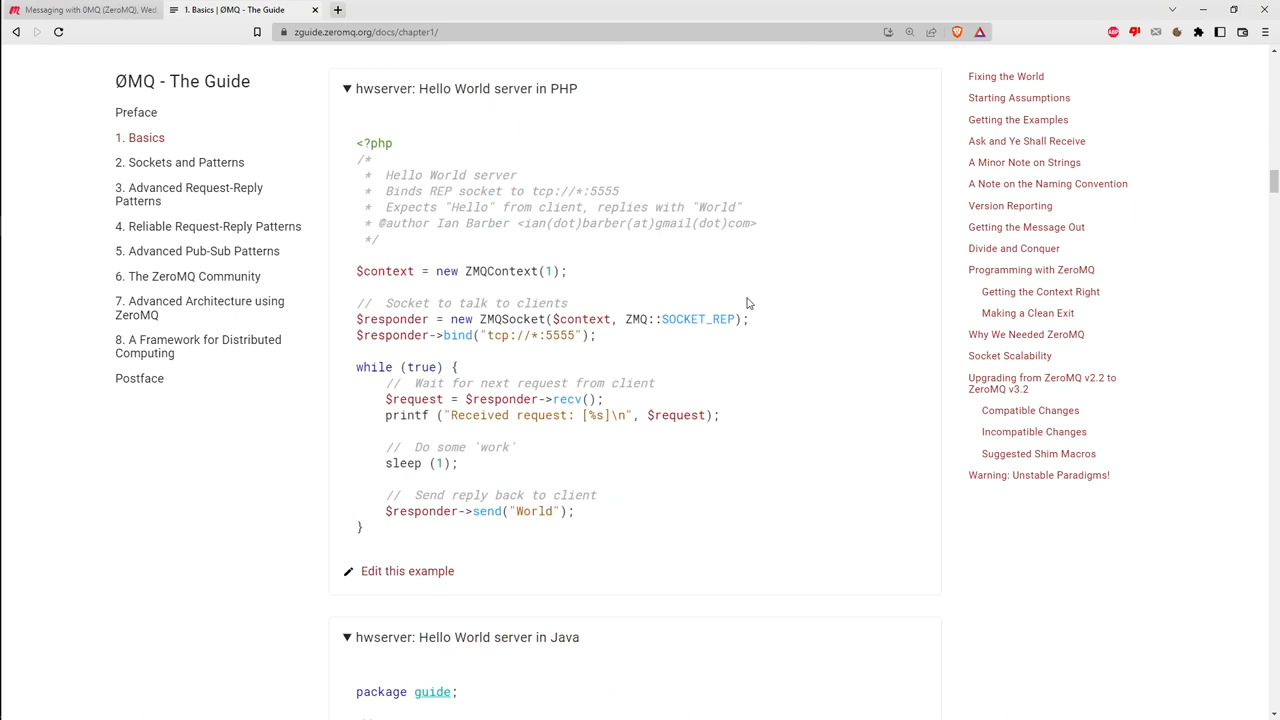 Messaging with 0MQ (ZeroMQ), Wed
1. Basics | ØMQ - The Guide
zguide.zeromq.org/docs/chapter1/
ABP
ØMQ - The Guide
Preface
1. Basics
2. Sockets and Patterns
3. Advanced Request-Reply
Patterns
4. Reliable Request-Reply Patterns
5. Advanced Pub-Sub Patterns
6. The ZeroMQ Community
7. Advanced Architecture using
ZeroMQ
8. A Framework for Distributed
Computing
Postface
hwserver: Hello World server in PHP
<?php
/*
* Hello World server
* Binds REP socket to tcp://*:5555
* Expects "Hello" from client, replies with "World"
* @author Ian Barber <ian(dot)barber(at)gmail(dot)com>
*/
$context = new ZMQContext(1);
// Socket to talk to clients
$responder = new ZMQSocket($context, ZMQ::SOCKET_REP);
$responder->bind("tcp://*:5555");
while (true) {
// Wait for next request from client
$request = $responder->recv();
printf ("Received request: [%s]\n", $request);
// Do some 'work'
sleep (1);
// Send reply back to client
$responder->send("World");
}
Edit this example
hwserver: Hello World server in Java
package guide;
Fixing the World
Starting Assumptions
Getting the Examples
Ask and Ye Shall Receive
A Minor Note on Strings
A Note on the Naming Convention
Version Reporting
Getting the Message Out
Divide and Conquer
Programming with ZeroMQ
Getting the Context Right
Making a Clean Exit
Why We Needed ZeroMQ
Socket Scalability
Upgrading from ZeroMQ v2.2 to
ZeroMQ v3.2
Compatible Changes
Incompatible Changes
Suggested Shim Macros
Warning: Unstable Paradigms!